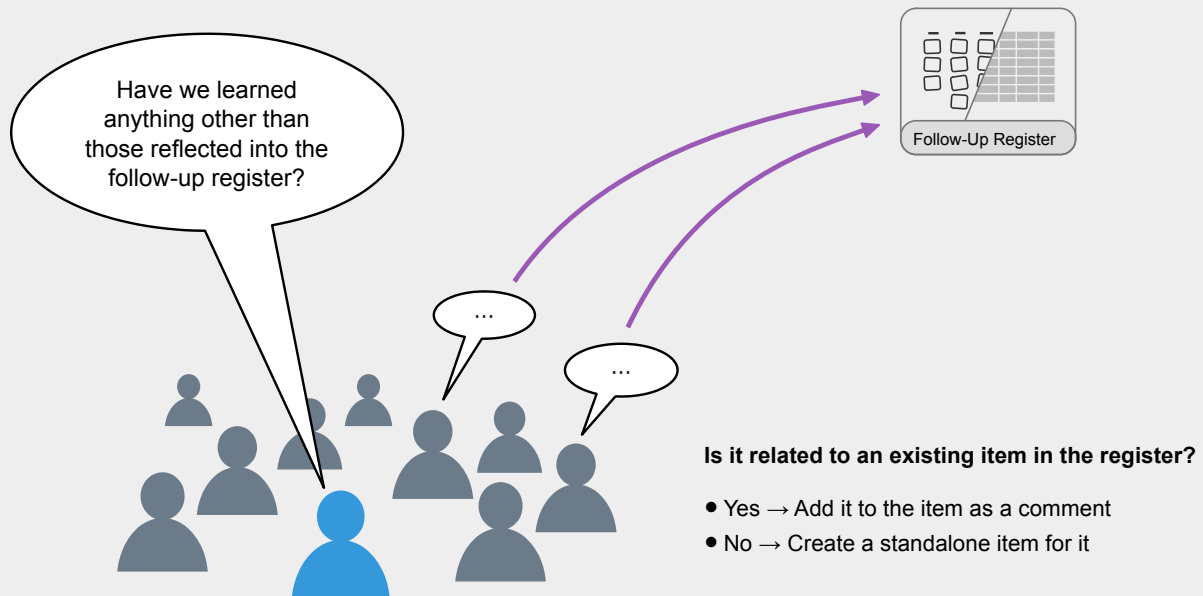 Have we learned
anything other than
those reflected into the
follow-up register?
Follow-Up Register
...
...
Is it related to an existing item in the register?
● Yes → Add it to the item as a comment
● No → Create a standalone item for it